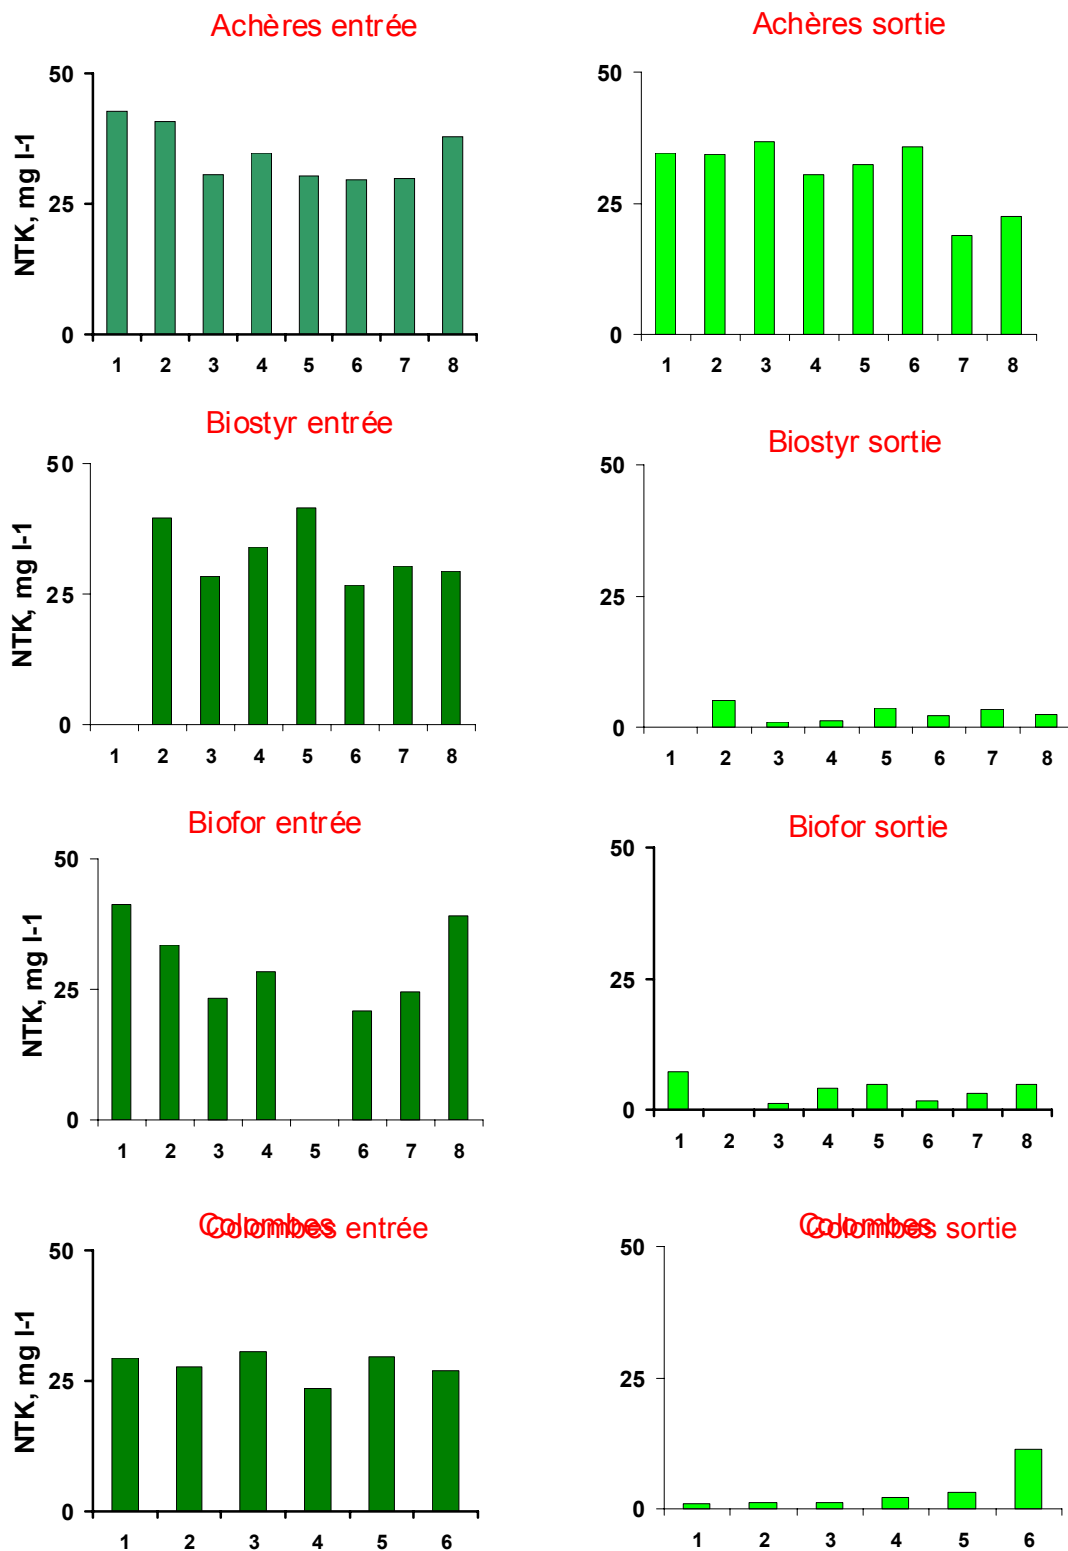 Achères entrée
Achères sortie
50
25
0
NTK, mg l-1
1 2 3 4 5 6 7 8
50
25
0
1 2 3 4 5 6 7 8
Biostyr entrée
Biostyr sortie
50
25
0
NTK, mg l-1
1 2 3 4 5 6 7 8
50
25
0
1 2 3 4 5 6 7 8
Biofor entrée
Biofor sortie
50
25
0
NTK, mg l-1
1 2 3 4 5 6 7 8
50
25
0
1 2 3 4 5 6 7 8
Colombes
Colombes entrée
Colombes
Colombes sortie
50
25
0
NTK, mg l-1
1 2 3 4 5 6
50
25
0
1 2 3 4 5 6